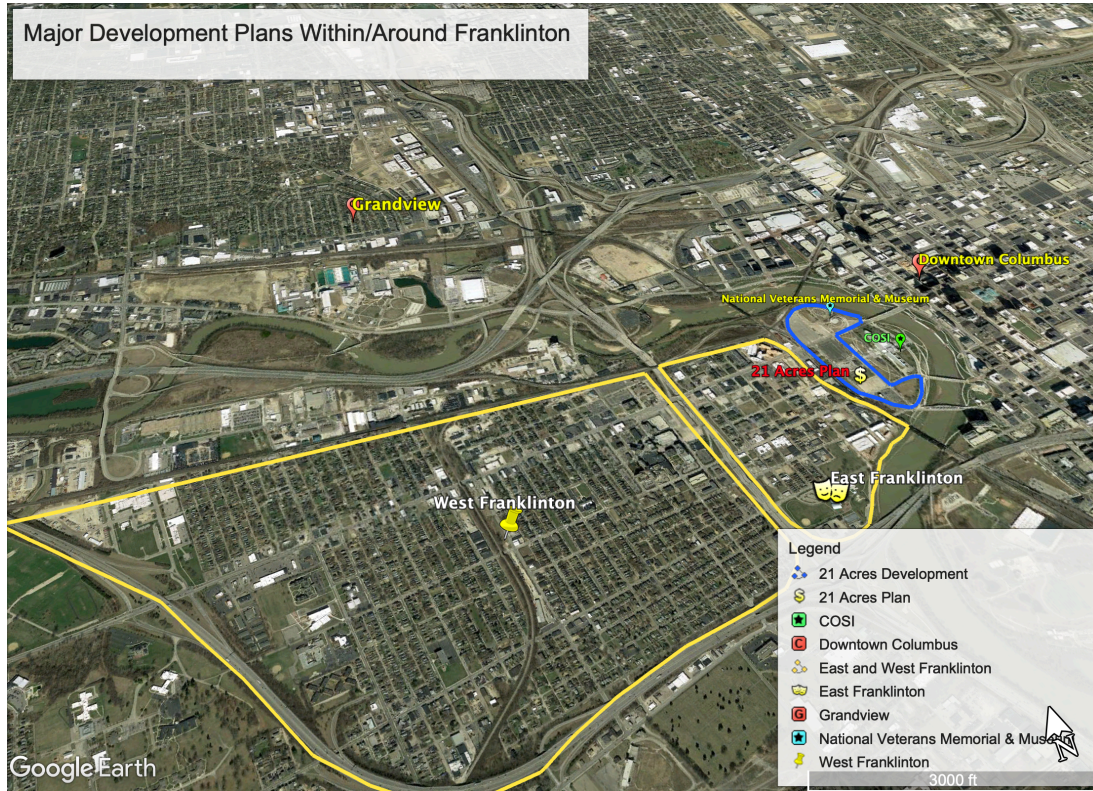 Major Development Plans Within/Around Franklinton
Grandview
Downtown Columbus
National Veterans Memorial & Museum
COSI
21 Acres Plan
$
East Franklinton
West Franklinton
Legend
21 Acres Development
$ 21 Acres Plan
COSI
C Downtown Columbus
East and West Franklinton
East Franklinton
G Grandview
National Veterans Memorial & Museum
West Franklinton
Google Earth
3000 ft
N